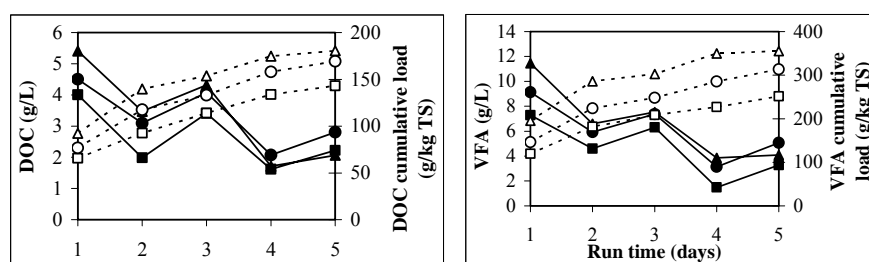 DOC (g/L)
6
5
4
3
2
1
0
200
150
100
50
0
DOC cumulative load
(g/kg TS)
1 2 3 4 5
VFA (g/L)
14
12
10
8
6
4
2
0
400
300
200
100
0
VFA cumulative
load (g/kg TS)
1 2 3 4 5
Run time (days)